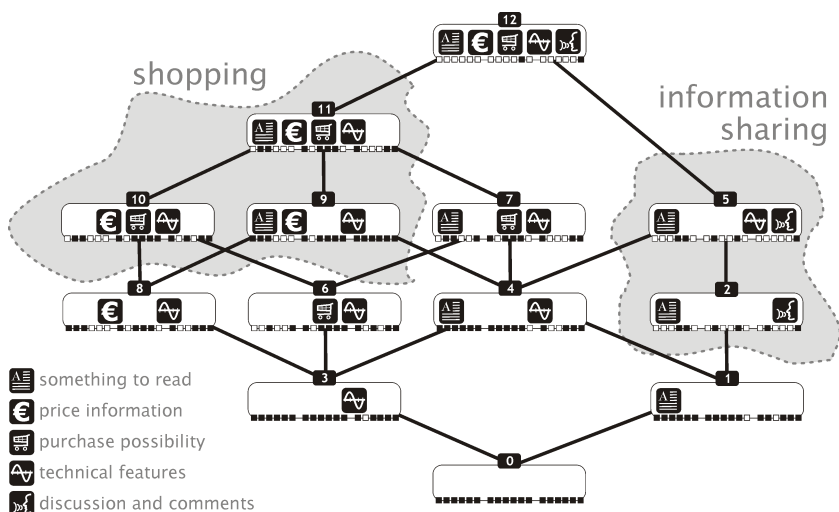 12
shopping
11
information
sharing
10
9
7
5
8
6
4
2
something to read
3
1
price information
purchase possibility
0
technical features
discussion and comments